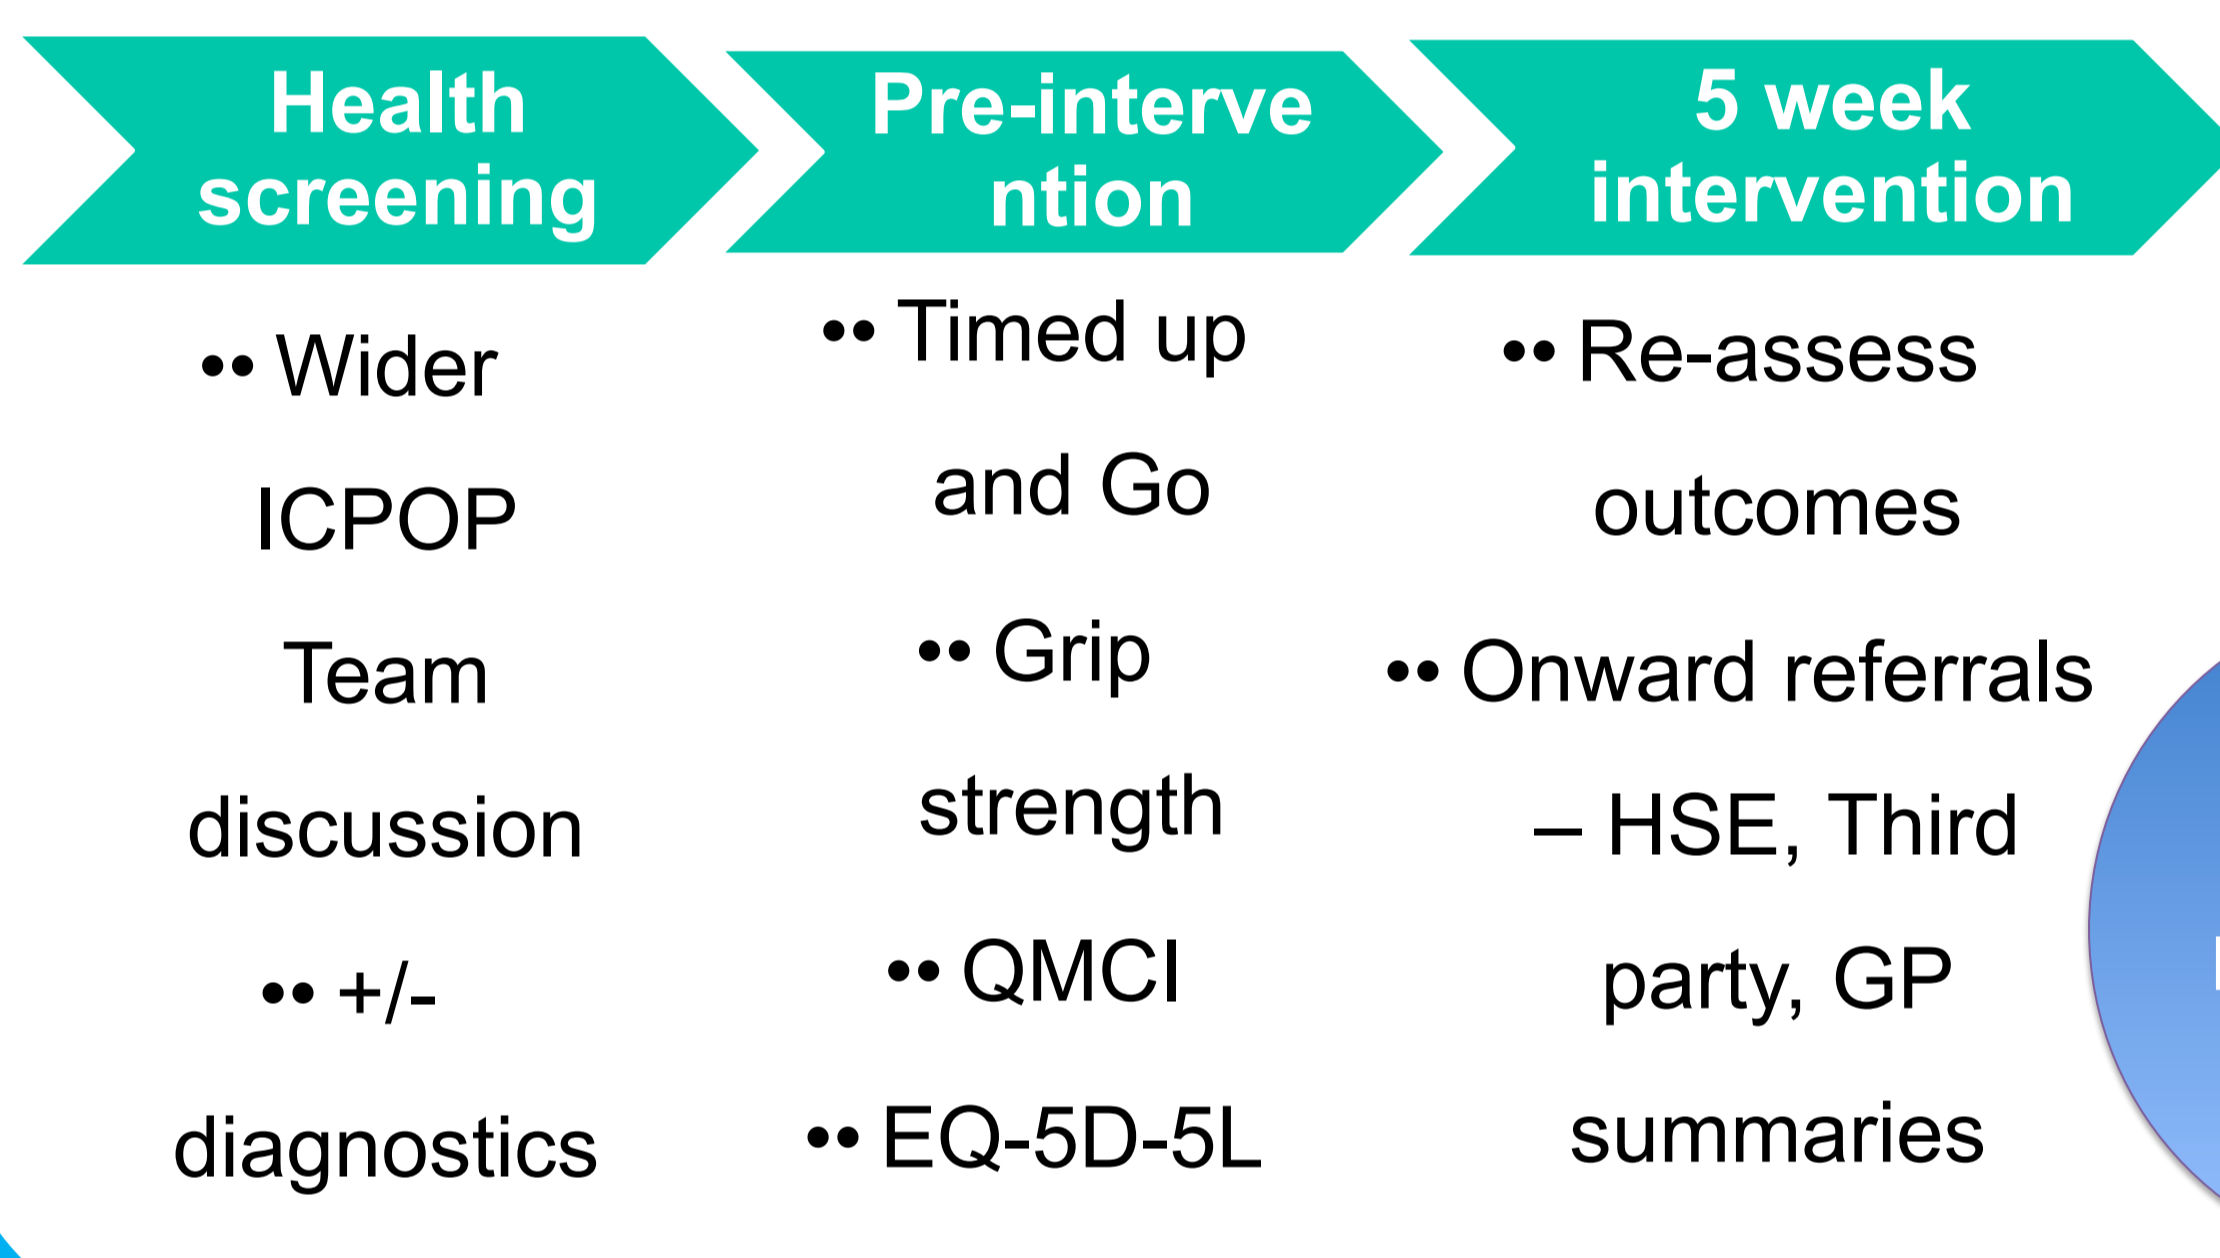 Health
screening
•• Wider
ICPOP
Team
discussion
•• +/-
diagnostics
Pre-interve
ntion
•• Timed up
and Go
•• Grip
strength
•• QMCI
•• EQ-5D-5L
5 week
intervention
•• Re-assess
outcomes
•• Onward referrals
– HSE, Third
party, GP
summaries